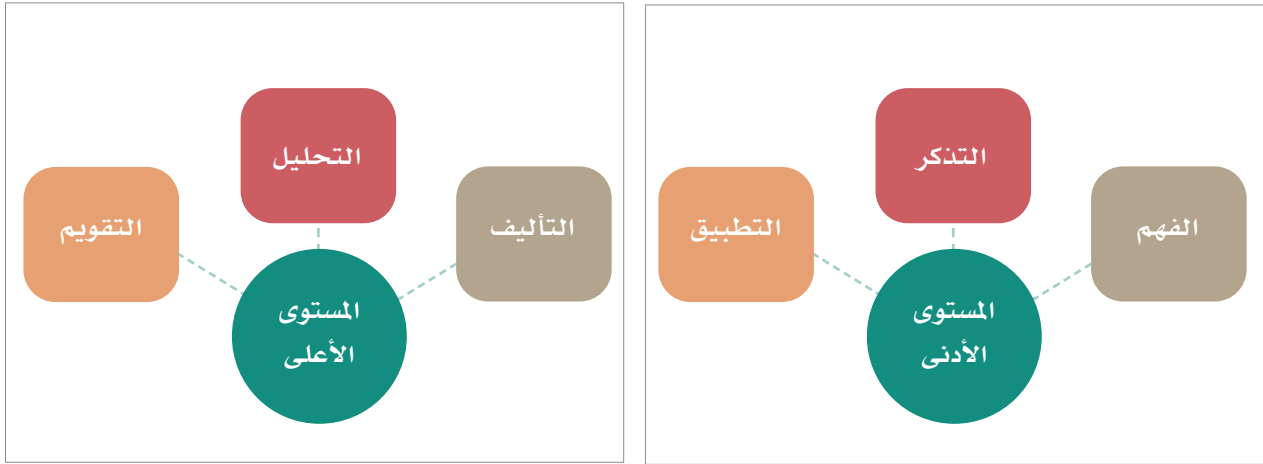 التذكر
الفهم
التطبيق
المستوى
الأدنى
التحليل
التأليف
التقويم
المستوى
الأعلى